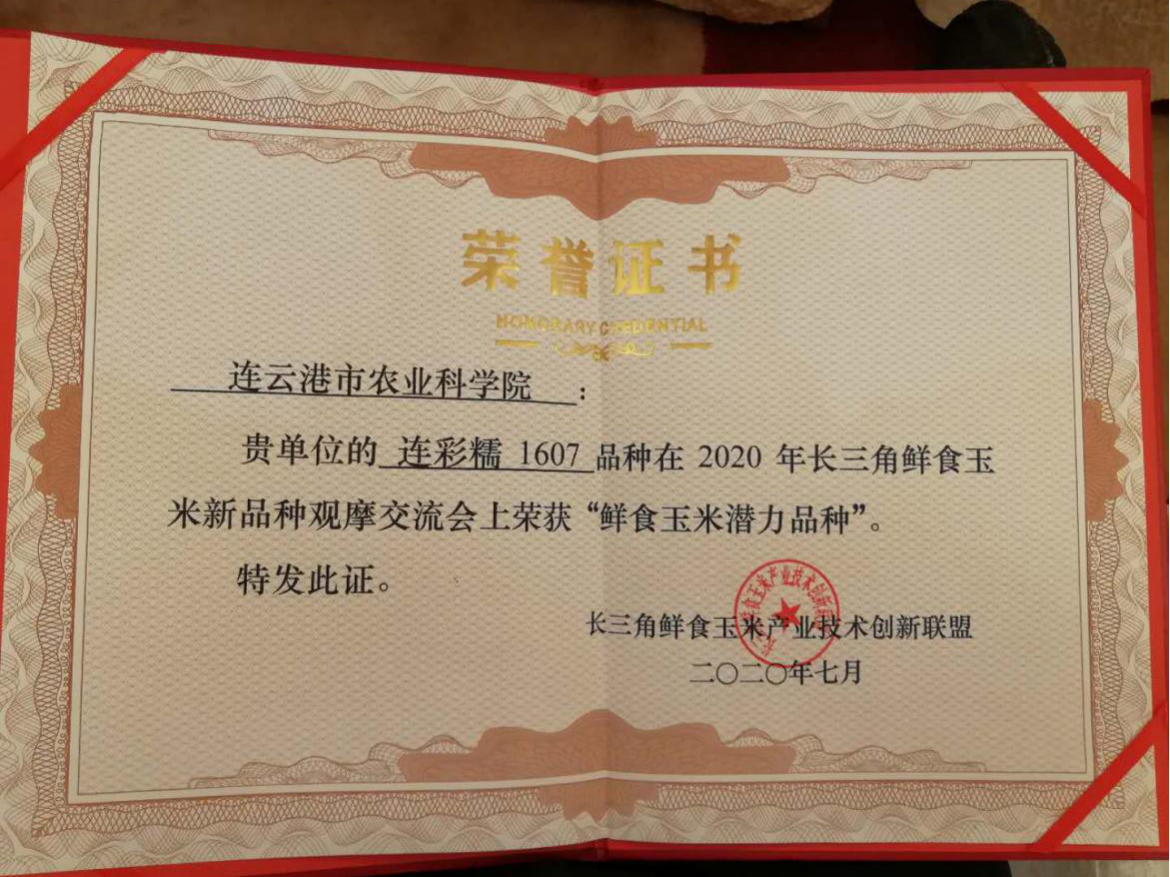 荣誉证书
HONORARY CREDENTIAL
连云港市农业科学院：
贵单位的 连彩糯 1607 品种在 2020 年长三角鲜食玉
米新品种观摩交流会上荣获“鲜食玉米潜力品种”。
特发此证。
长三角鲜食玉米产业技术创新联盟
二〇二〇年七月